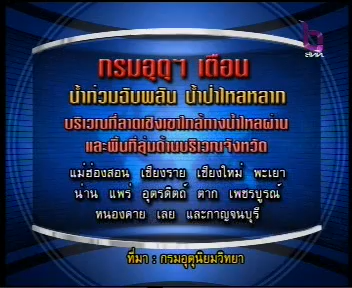 สทท.
กรมอุตุฯ เตือน
น้ำท่วมฉับพลัน น้ำป่าไหลหลาก
บริเวณที่ลาดเชิงเขาใกล้ทางน้ำไหลผ่าน
และพื้นที่ลุ่มด้านบริเวณจังหวัด
แม่ฮ่องสอน เชียงราย เชียงใหม่ พะเยา
น่าน แพร่ อุตรดิตถ์ ตาก เพชรบูรณ์
หนองคาย เลย และกาญจนบุรี
ที่มา : กรมอุตุนิยมวิทยา